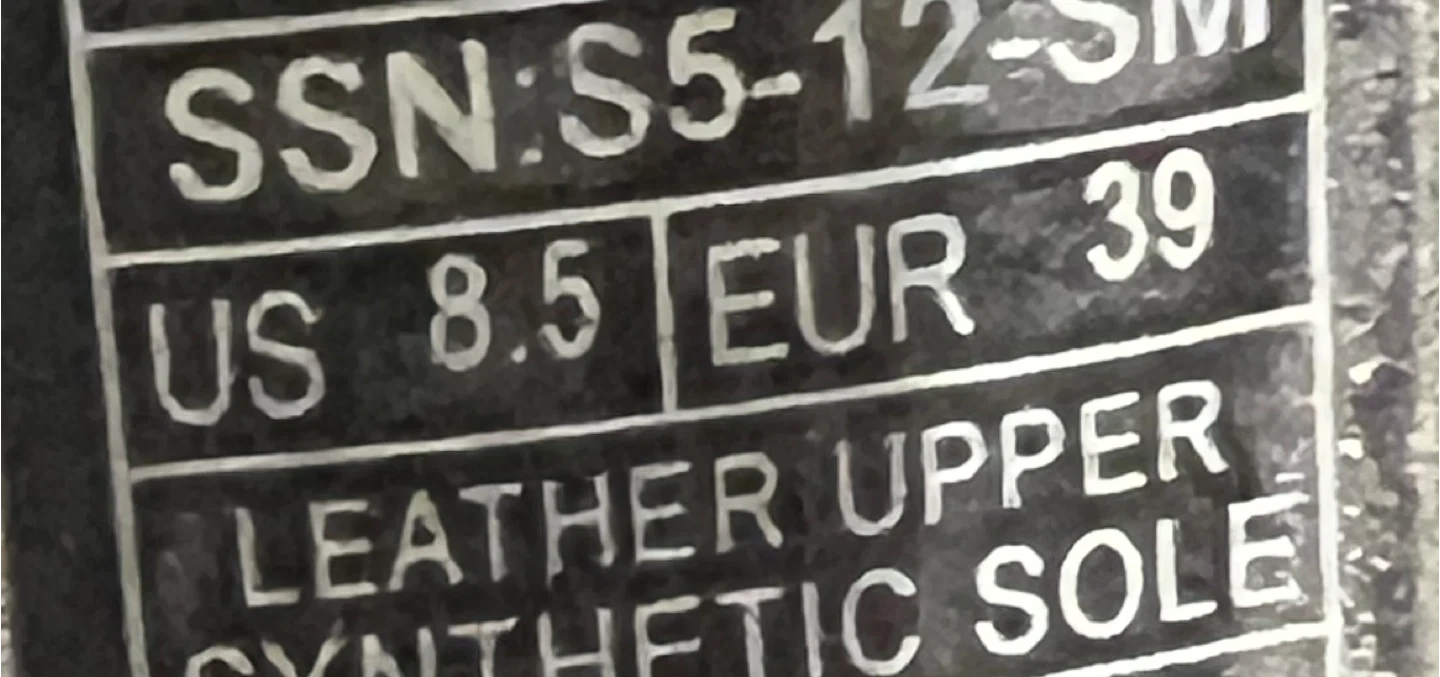 SSN:S5-12-SM
US 8.5 EUR 39
LEATHER UPPER
SYNTHETIC SOLE